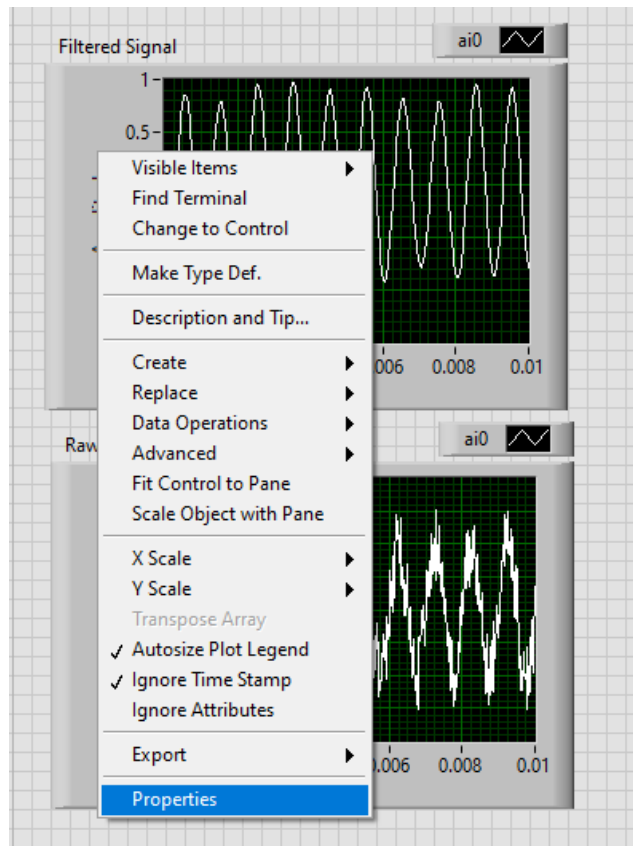 Filtered Signal
ai0
1
0.5
Visible Items
Find Terminal
Change to Control
Make Type Def.
Description and Tip...
Create
006 0.008 0.01
Replace
Data Operations
Raw
ai0
Advanced
Fit Control to Pane
Scale Object with Pane
X Scale
Y Scale
Transpose Array
Autosize Plot Legend
Ignore Time Stamp
Ignore Attributes
Export
.006 0.008 0.01
Properties